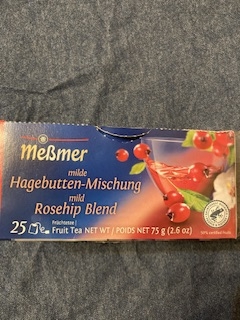 Meßmer
milde
Hagebutten-Mischung
mild
Rosehip Blend
25
Früchtetee
Fruit Tea NET WT / POIDS NET 75 g (2.6 oz)